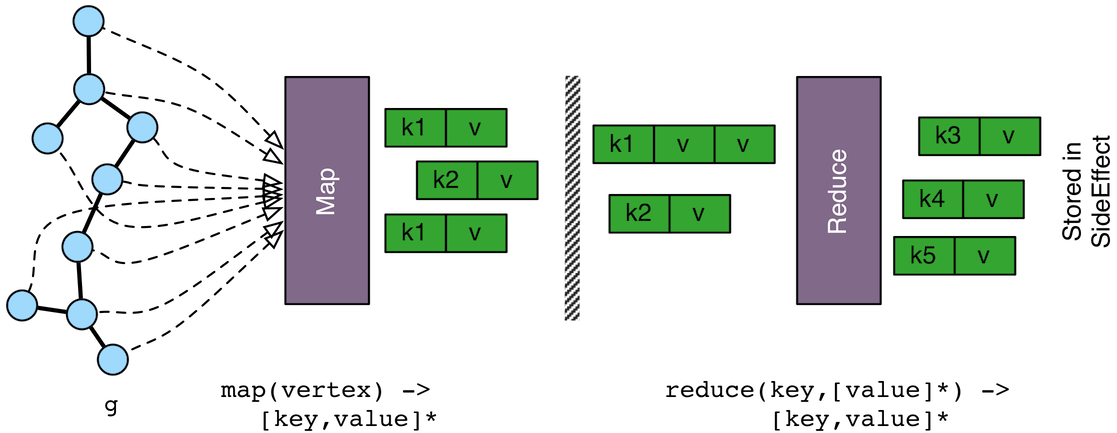 Map
k1 v
k2 v
k1 v
k1 v v
k2 v
Reduce
k3 v
k4 v
k5 v
Stored in
SideEffect
g
map(vertex) ->
[key,value]*
reduce(key,[value]*) ->
[key,value]*